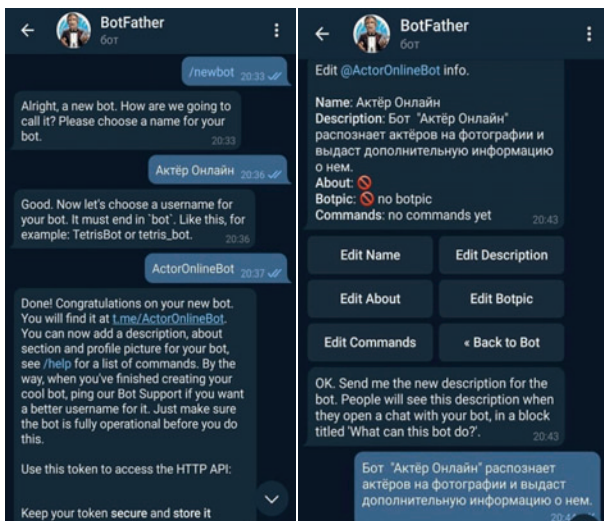 BotFather
бот
/newbot 20:33
Alright, a new bot. How are we going to
call it? Please choose a name for your
bot. 20:33
Актёр Онлайн 20:36
Good. Now let's choose a username for
your bot. It must end in `bot`. Like this, for
example: TetrisBot or tetris_bot. 20:36
ActorOnlineBot 20:37
Done! Congratulations on your new bot.
You will find it at t.me/ActorOnlineBot.
You can now add a description, about
section and profile picture for your bot,
see /help for a list of commands. By the
way, when you've finished creating your
cool bot, ping our Bot Support if you want
a better username for it. Just make sure
the bot is fully operational before you do
this.
Use this token to access the HTTP API:
Keep your token secure and store it
BotFather
бот
Edit @ActorOnlineBot info.
Name: Актёр Онлайн
Description: Бот "Актёр Онлайн"
распознает актёров на фотографии и
выдаст дополнительную информацию
о нем.
About: 🚫
Botpic: 🚫 no botpic
Commands: no commands yet 20:43
Edit Name
Edit Description
Edit About
Edit Botpic
Edit Commands
« Back to Bot
OK. Send me the new description for the
bot. People will see this description when
they open a chat with your bot, in a block
titled 'What can this bot do?'. 20:43
Бот "Актёр Онлайн" распознает
актёров на фотографии и выдаст
дополнительную информацию о нем.
20:44